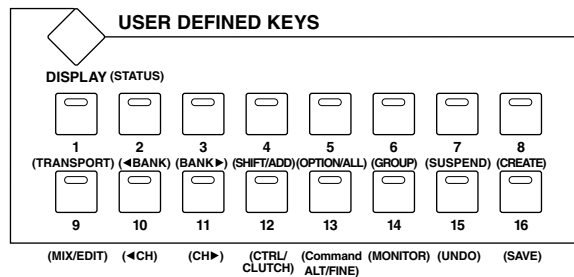 USER DEFINED KEYS
DISPLAY (STATUS)
1 2 3 4 5 6 7 8
(TRANSPORT) (◄BANK) (BANK►) (SHIFT/ADD) (OPTION/ALL) (GROUP) (SUSPEND) (CREATE)
9 10 11 12 13 14 15 16
(MIX/EDIT) (◄CH) (CH►) (CTRL/ (Command (MONITOR) (UNDO) (SAVE)
CLUTCH) ALT/FINE)